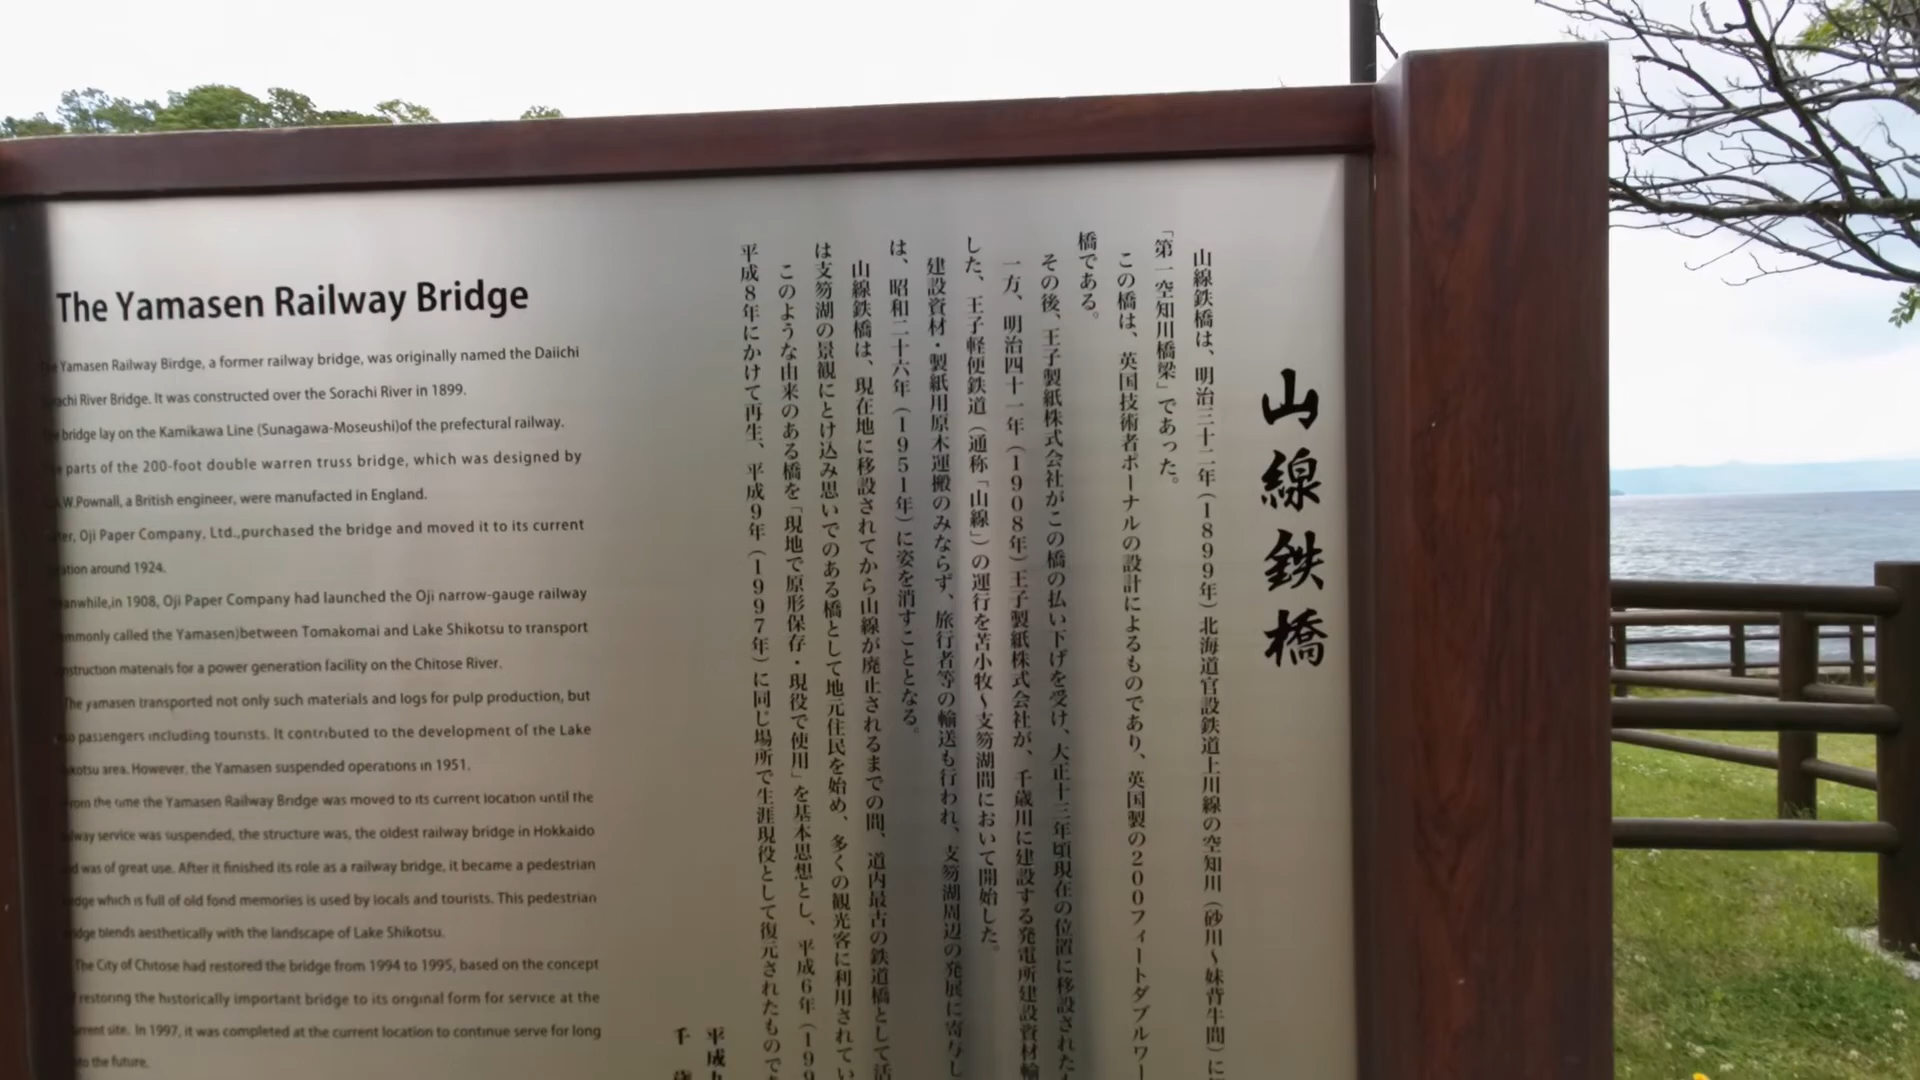 The Yamasen Railway Bridge
Yamasen Railway Birdge, a former railway bridge, was originally named the Daiichi
River Bridge. It was constructed over the Sorachi River in 1899.
bridge lay on the Kamikawa Line (Sunagawa-Moseushi)of the prefectural railway.
parts of the 200-foot double warren truss bridge, which was designed by
W.Pownall, a British engineer, were manufacted in England.
Oji Paper Company, Ltd.,purchased the bridge and moved it to its current
around 1924.
in 1908, Oji Paper Company had launched the Oji narrow-gauge railway
called the Yamasen)between Tomakomai and Lake Shikotsu to transport
materials for a power generation facility on the Chitose River.
The yamasen transported not only such materials and logs for pulp production, but
passengers including tourists. It contributed to the development of the Lake
area. However, the Yamasen suspended operations in 1951.
From the time the Yamasen Railway Bridge was moved to its current location until the
service was suspended, the structure was, the oldest railway bridge in Hokkaido
was of great use. After it finished its role as a railway bridge, it became a pedestrian
which is full of old fond memories is used by locals and tourists. This pedestrian
blends aesthetically with the landscape of Lake Shikotsu.
The City of Chitose had restored the bridge from 1994 to 1995, based on the concept
restoring the historically important bridge to its original form for service at the
site. In 1997, it was completed at the current location to continue serve for long
to the future.
山線鉄橋
山線鉄橋は、明治三十二年（1899年）北海道官設鉄道上川線の空知川（砂川～妹背牛間）に
「第一空知川橋梁」であった。
この橋は、英国技術者ポーナルの設計によるものであり、英国製の200フィートダブルワー
橋である。
その後、王子製紙株式会社がこの橋の払い下げを受け、大正十三年頃現在の位置に移設された
一方、明治四十一年（1908年）王子製紙株式会社が、千歳川に建設する発電所建設資材輸
した、王子軽便鉄道（通称「山線」）の運行を苫小牧～支笏湖間において開始した。
建設資材・製紙用原木運搬のみならず、旅行者等の輸送も行われ、支笏湖周辺の発展に寄与し
は、昭和二十六年（1951年）に姿を消すこととなる。
山線鉄橋は、現在地に移設されてから山線が廃止されるまでの間、道内最古の鉄道橋として活
は支笏湖の景観にとけ込み思いでのある橋として地元住民を始め、多くの観光客に利用されてい
このような由来のある橋を「現地で原形保存・現役で使用」を基本思想とし、平成6年（199
平成8年にかけて再生、平成9年（1997年）に同じ場所で生涯現役として復元されたもので
平成九
千歳